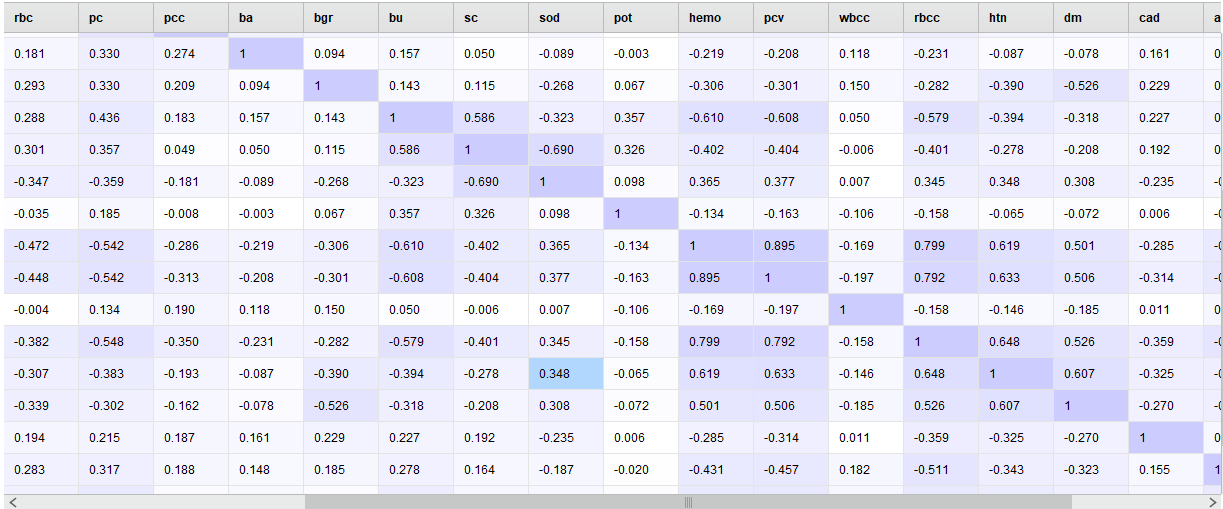 rbc pc pcc ba bgr bu sc sod pot hemo pcv wbcc rbcc htn dm cad
0.181 0.330 0.274 1 0.094 0.157 0.050 -0.089 -0.003 -0.219 -0.208 0.118 -0.231 -0.087 -0.078 0.161
0.293 0.330 0.209 0.094 1 0.143 0.115 -0.268 0.067 -0.306 -0.301 0.150 -0.282 -0.390 -0.526 0.229
0.288 0.436 0.183 0.157 0.143 1 0.586 -0.323 0.357 -0.610 -0.608 0.050 -0.579 -0.394 -0.318 0.227
0.301 0.357 0.049 0.050 0.115 0.586 1 -0.690 0.326 -0.402 -0.404 -0.006 -0.401 -0.278 -0.208 0.192
-0.347 -0.359 -0.181 -0.089 -0.268 -0.323 -0.690 1 0.098 0.365 0.377 0.007 0.345 0.348 0.308 -0.235
-0.035 0.185 -0.008 -0.003 0.067 0.357 0.326 0.098 1 -0.134 -0.163 -0.106 -0.158 -0.065 -0.072 0.006
-0.472 -0.542 -0.286 -0.219 -0.306 -0.610 -0.402 0.365 -0.134 1 0.895 -0.169 0.799 0.619 0.501 -0.285
-0.448 -0.542 -0.313 -0.208 -0.301 -0.608 -0.404 0.377 -0.163 0.895 1 -0.197 0.792 0.633 0.506 -0.314
-0.004 0.134 0.190 0.118 0.150 0.050 -0.006 0.007 -0.106 -0.169 -0.197 1 -0.158 -0.146 -0.185 0.011
-0.382 -0.548 -0.350 -0.231 -0.282 -0.579 -0.401 0.345 -0.158 0.799 0.792 -0.158 1 0.648 0.526 -0.359
-0.307 -0.383 -0.193 -0.087 -0.390 -0.394 -0.278 0.348 -0.065 0.619 0.633 -0.146 0.648 1 0.607 -0.325
-0.339 -0.302 -0.162 -0.078 -0.526 -0.318 -0.208 0.308 -0.072 0.501 0.506 -0.185 0.526 0.607 1 -0.270
0.194 0.215 0.187 0.161 0.229 0.227 0.192 -0.235 0.006 -0.285 -0.314 0.011 -0.359 -0.325 -0.270 1
0.283 0.317 0.188 0.148 0.185 0.278 0.164 -0.187 -0.020 -0.431 -0.457 0.182 -0.511 -0.343 -0.323 0.155 1